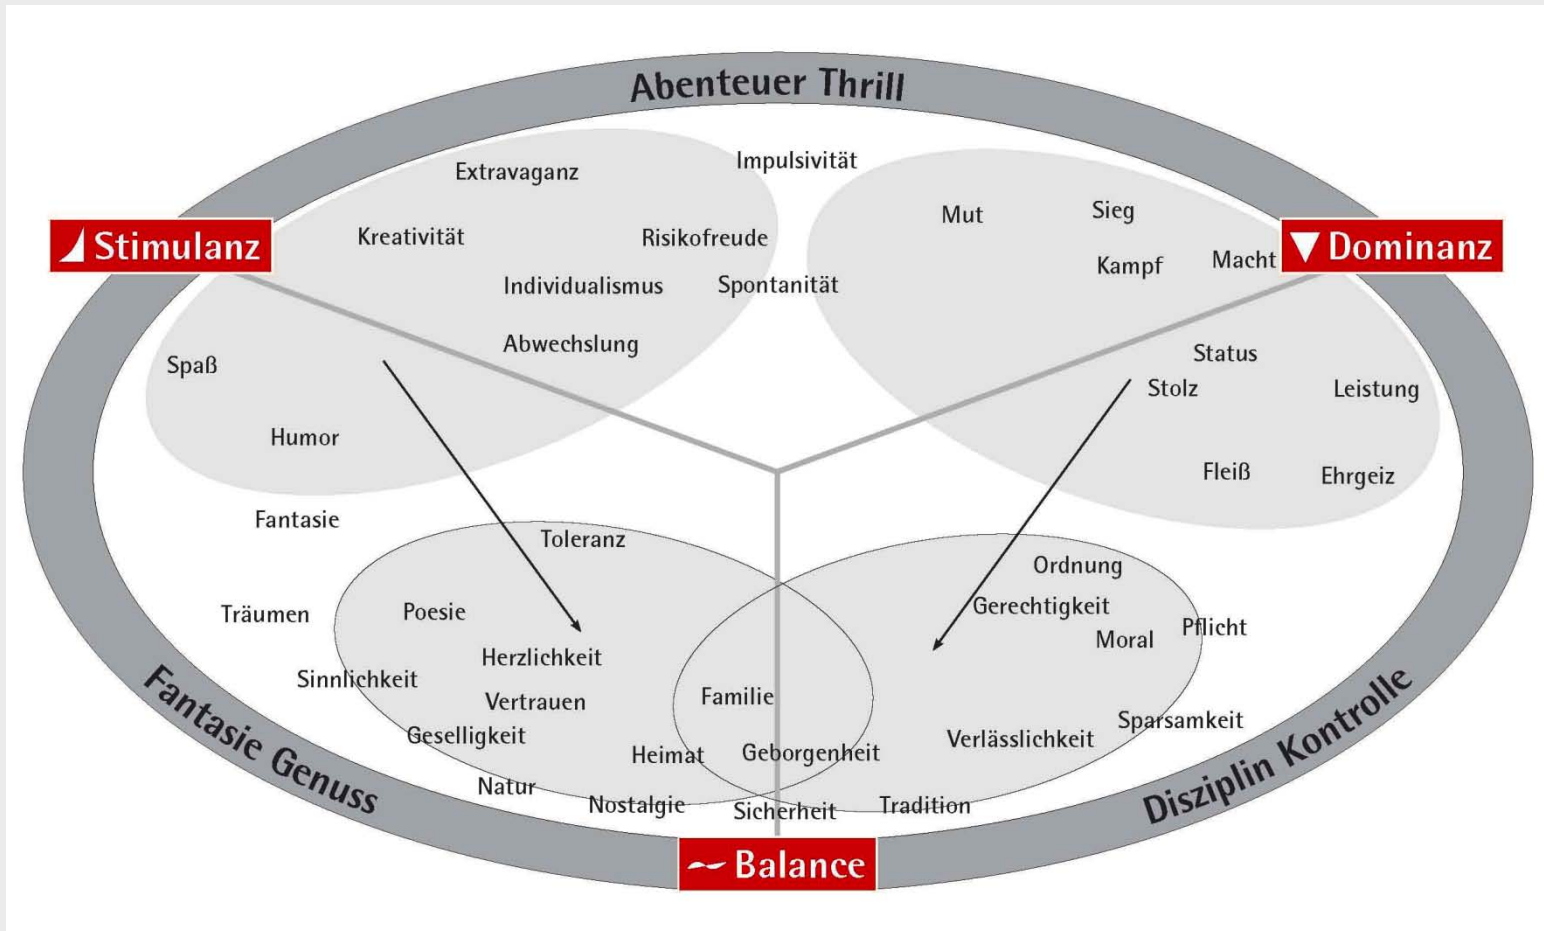 Abenteuer Thrill
Impulsivität
Extravaganz
Mut
Sieg
Stimulanz
Kreativität
Risikofreude
Kampf
Macht
Dominanz
Individualismus
Spontanität
Abwechslung
Status
Spaß
Stolz
Leistung
Humor
Fleiß
Ehrgeiz
Fantasie
Toleranz
Ordnung
Träumen
Poesie
Gerechtigkeit
Pflicht
Moral
Herzlichkeit
Sinnlichkeit
Vertrauen
Familie
Geselligkeit
Sparsamkeit
Heimat
Geborgenheit
Verlässlichkeit
Natur
Nostalgie
Sicherheit
Tradition
Fantasie Genuss
Disziplin Kontrolle
Balance